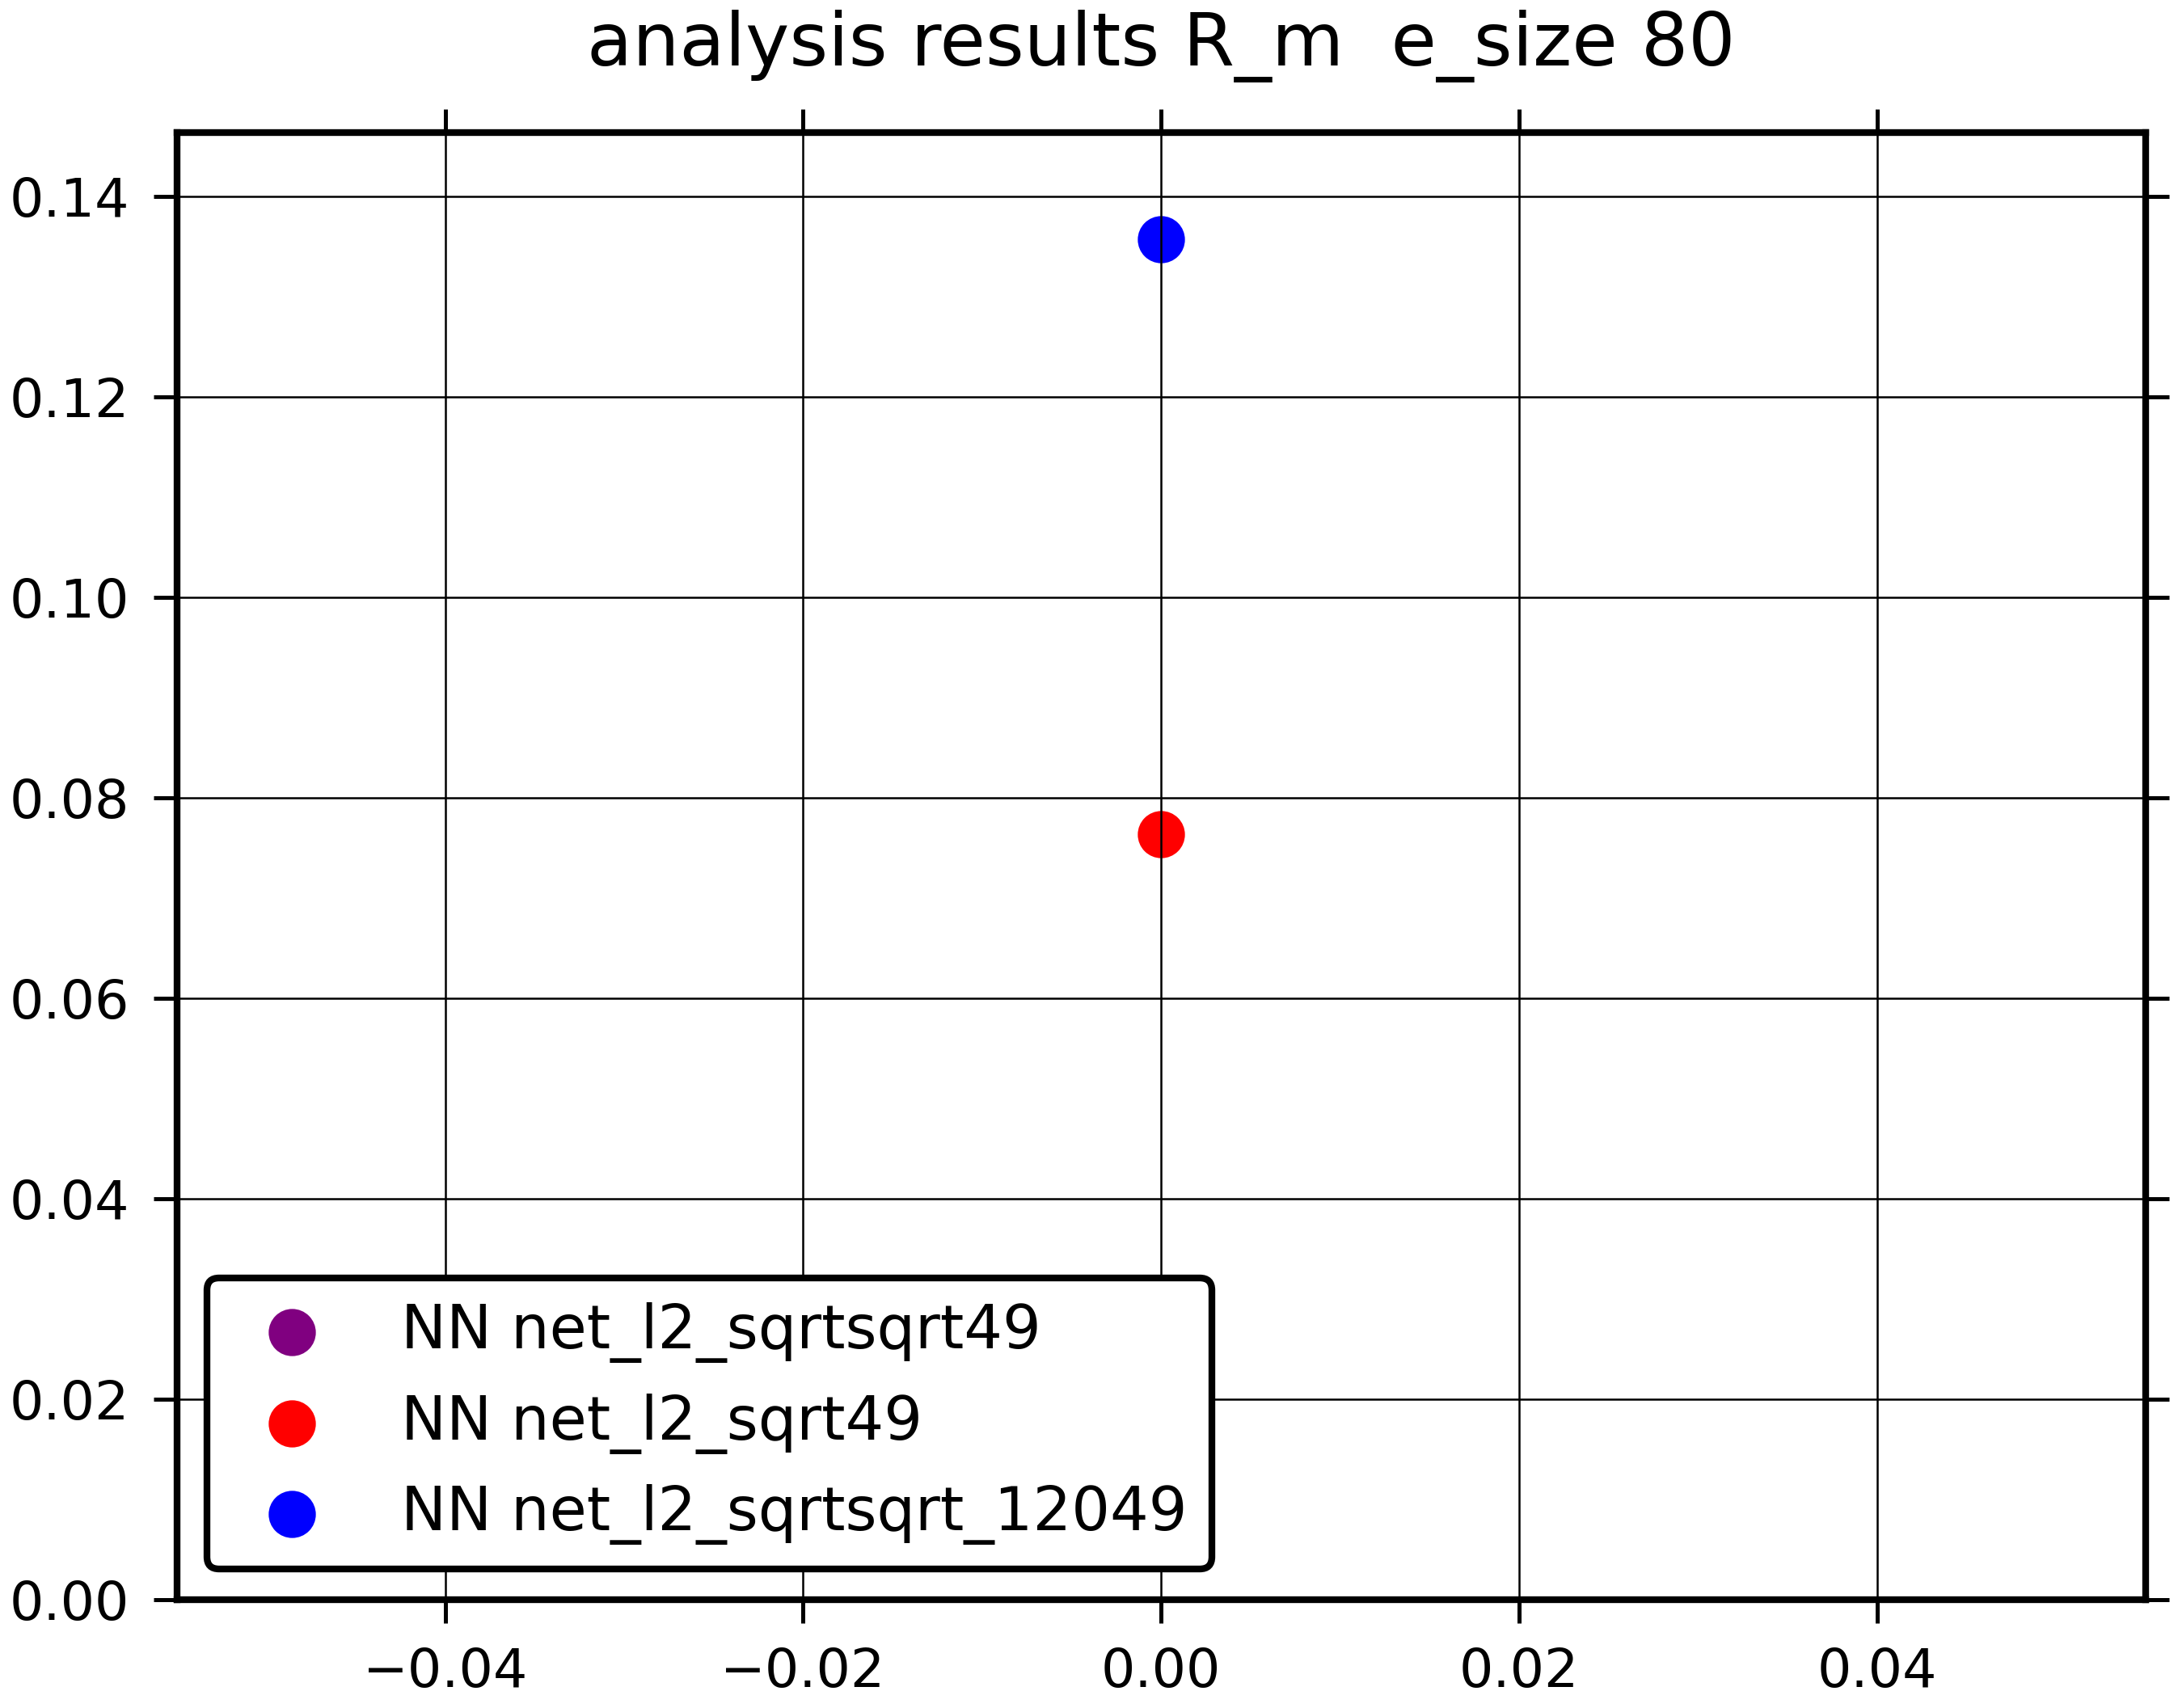 analysis results R_m  e_size 80
0.14
0.12
0.10
0.08
0.06
0.04
0.02
0.00
NN net_l2_sqrtsqrt49
NN net_l2_sqrt49
NN net_l2_sqrtsqrt_12049
−0.04 −0.02 0.00 0.02 0.04